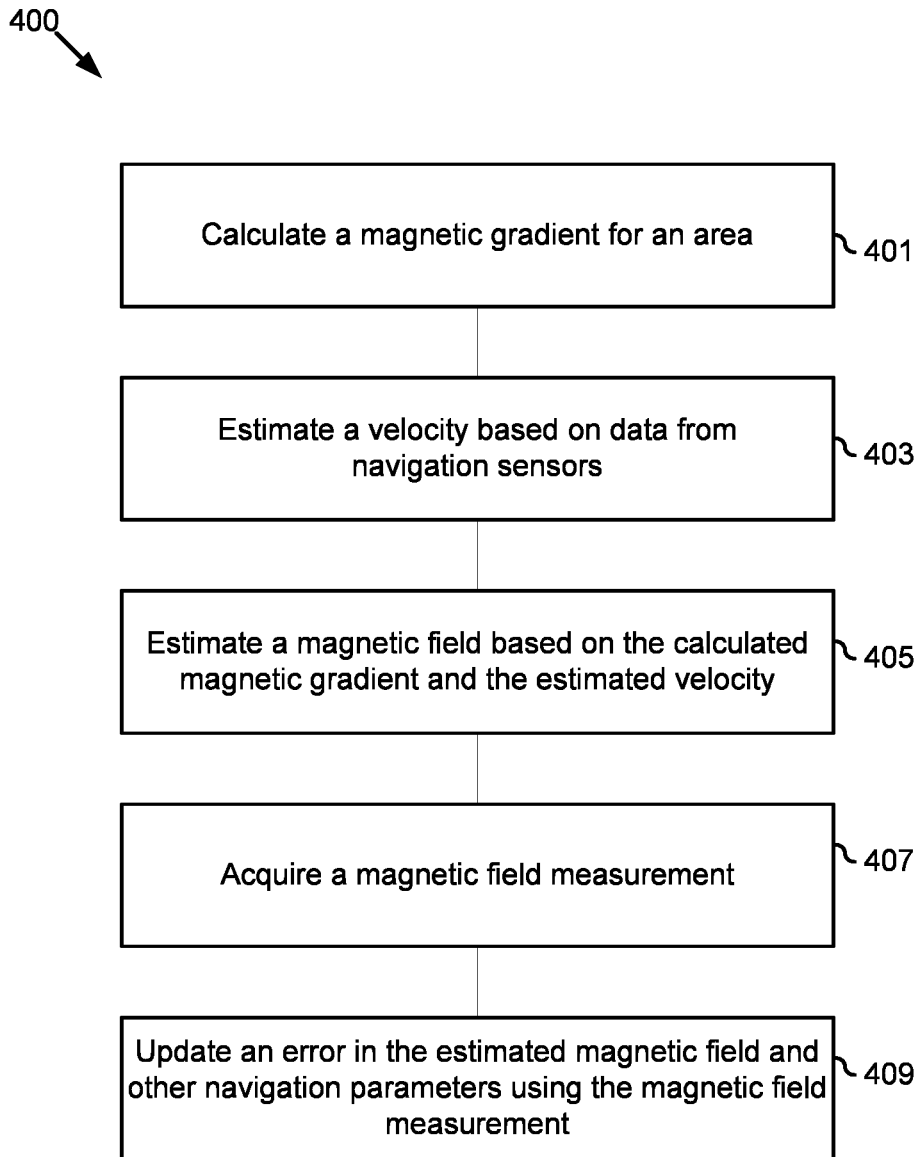 400
Calculate a magnetic gradient for an area
401
Estimate a velocity based on data from
navigation sensors
403
Estimate a magnetic field based on the calculated
magnetic gradient and the estimated velocity
405
Acquire a magnetic field measurement
407
Update an error in the estimated magnetic field and
other navigation parameters using the magnetic field
measurement
409